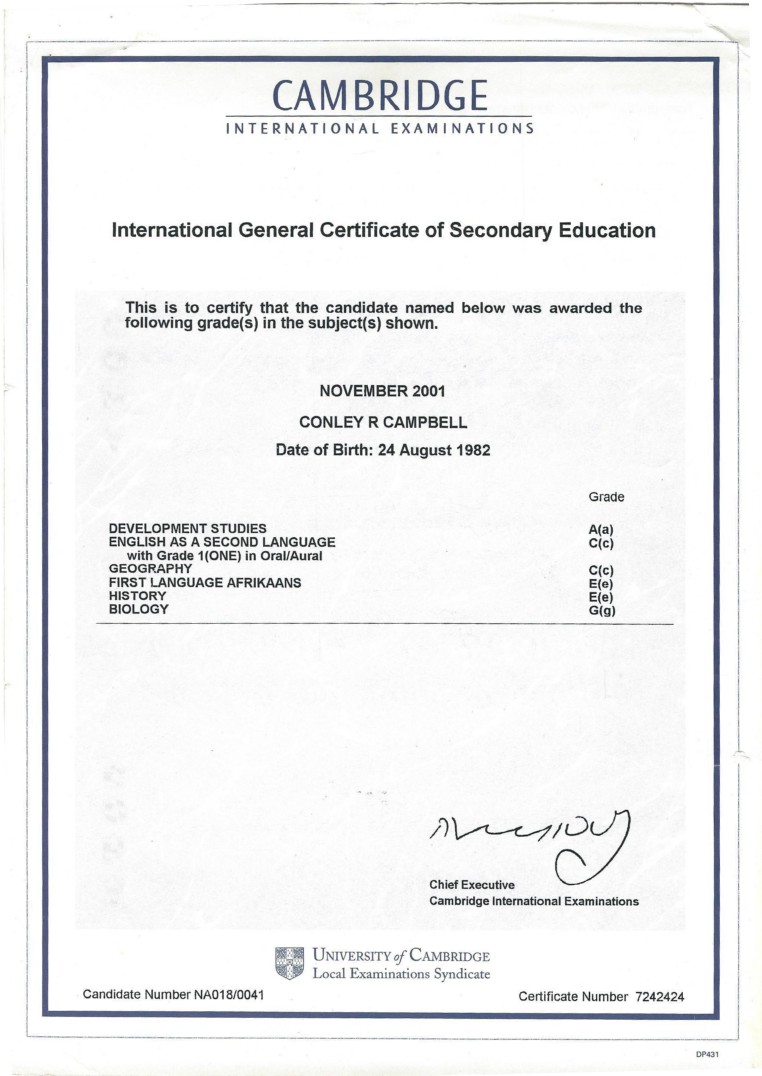 CAMBRIDGE
INTERNATIONAL EXAMINATIONS
International General Certificate of Secondary Education
This is to certify that the candidate named below was awarded the
following grade(s) in the subject(s) shown.
NOVEMBER 2001
CONLEY R CAMPBELL
Date of Birth: 24 August 1982
Grade
DEVELOPMENT STUDIES A(a)
ENGLISH AS A SECOND LANGUAGE C(c)
with Grade 1(ONE) in Oral/Aural
GEOGRAPHY C(c)
FIRST LANGUAGE AFRIKAANS E(e)
HISTORY E(e)
BIOLOGY G(g)
Chief Executive
Cambridge International Examinations
UNIVERSITY of CAMBRIDGE
Local Examinations Syndicate
Candidate Number NA018/0041 Certificate Number 7242424
DP431